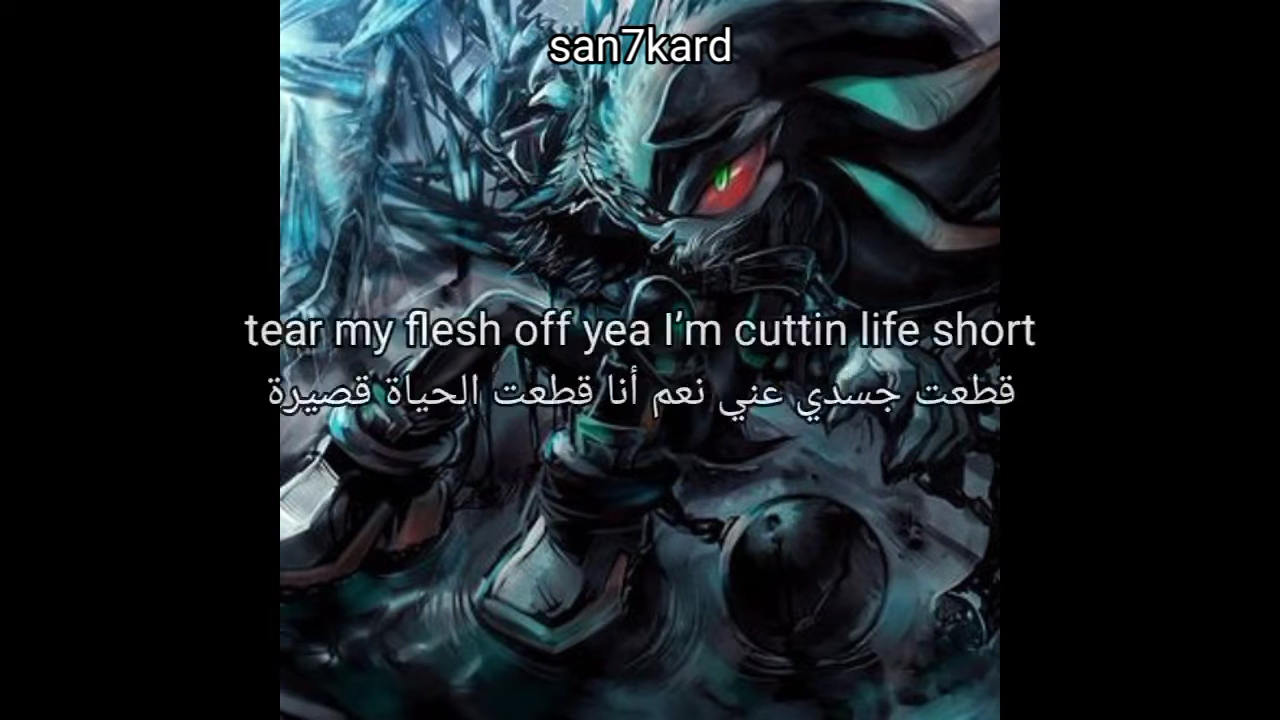 san7kard
tear my flesh off yea I’m cuttin life short
قطعت جسدي عني نعم أنا قطعت الحياة قصيرة